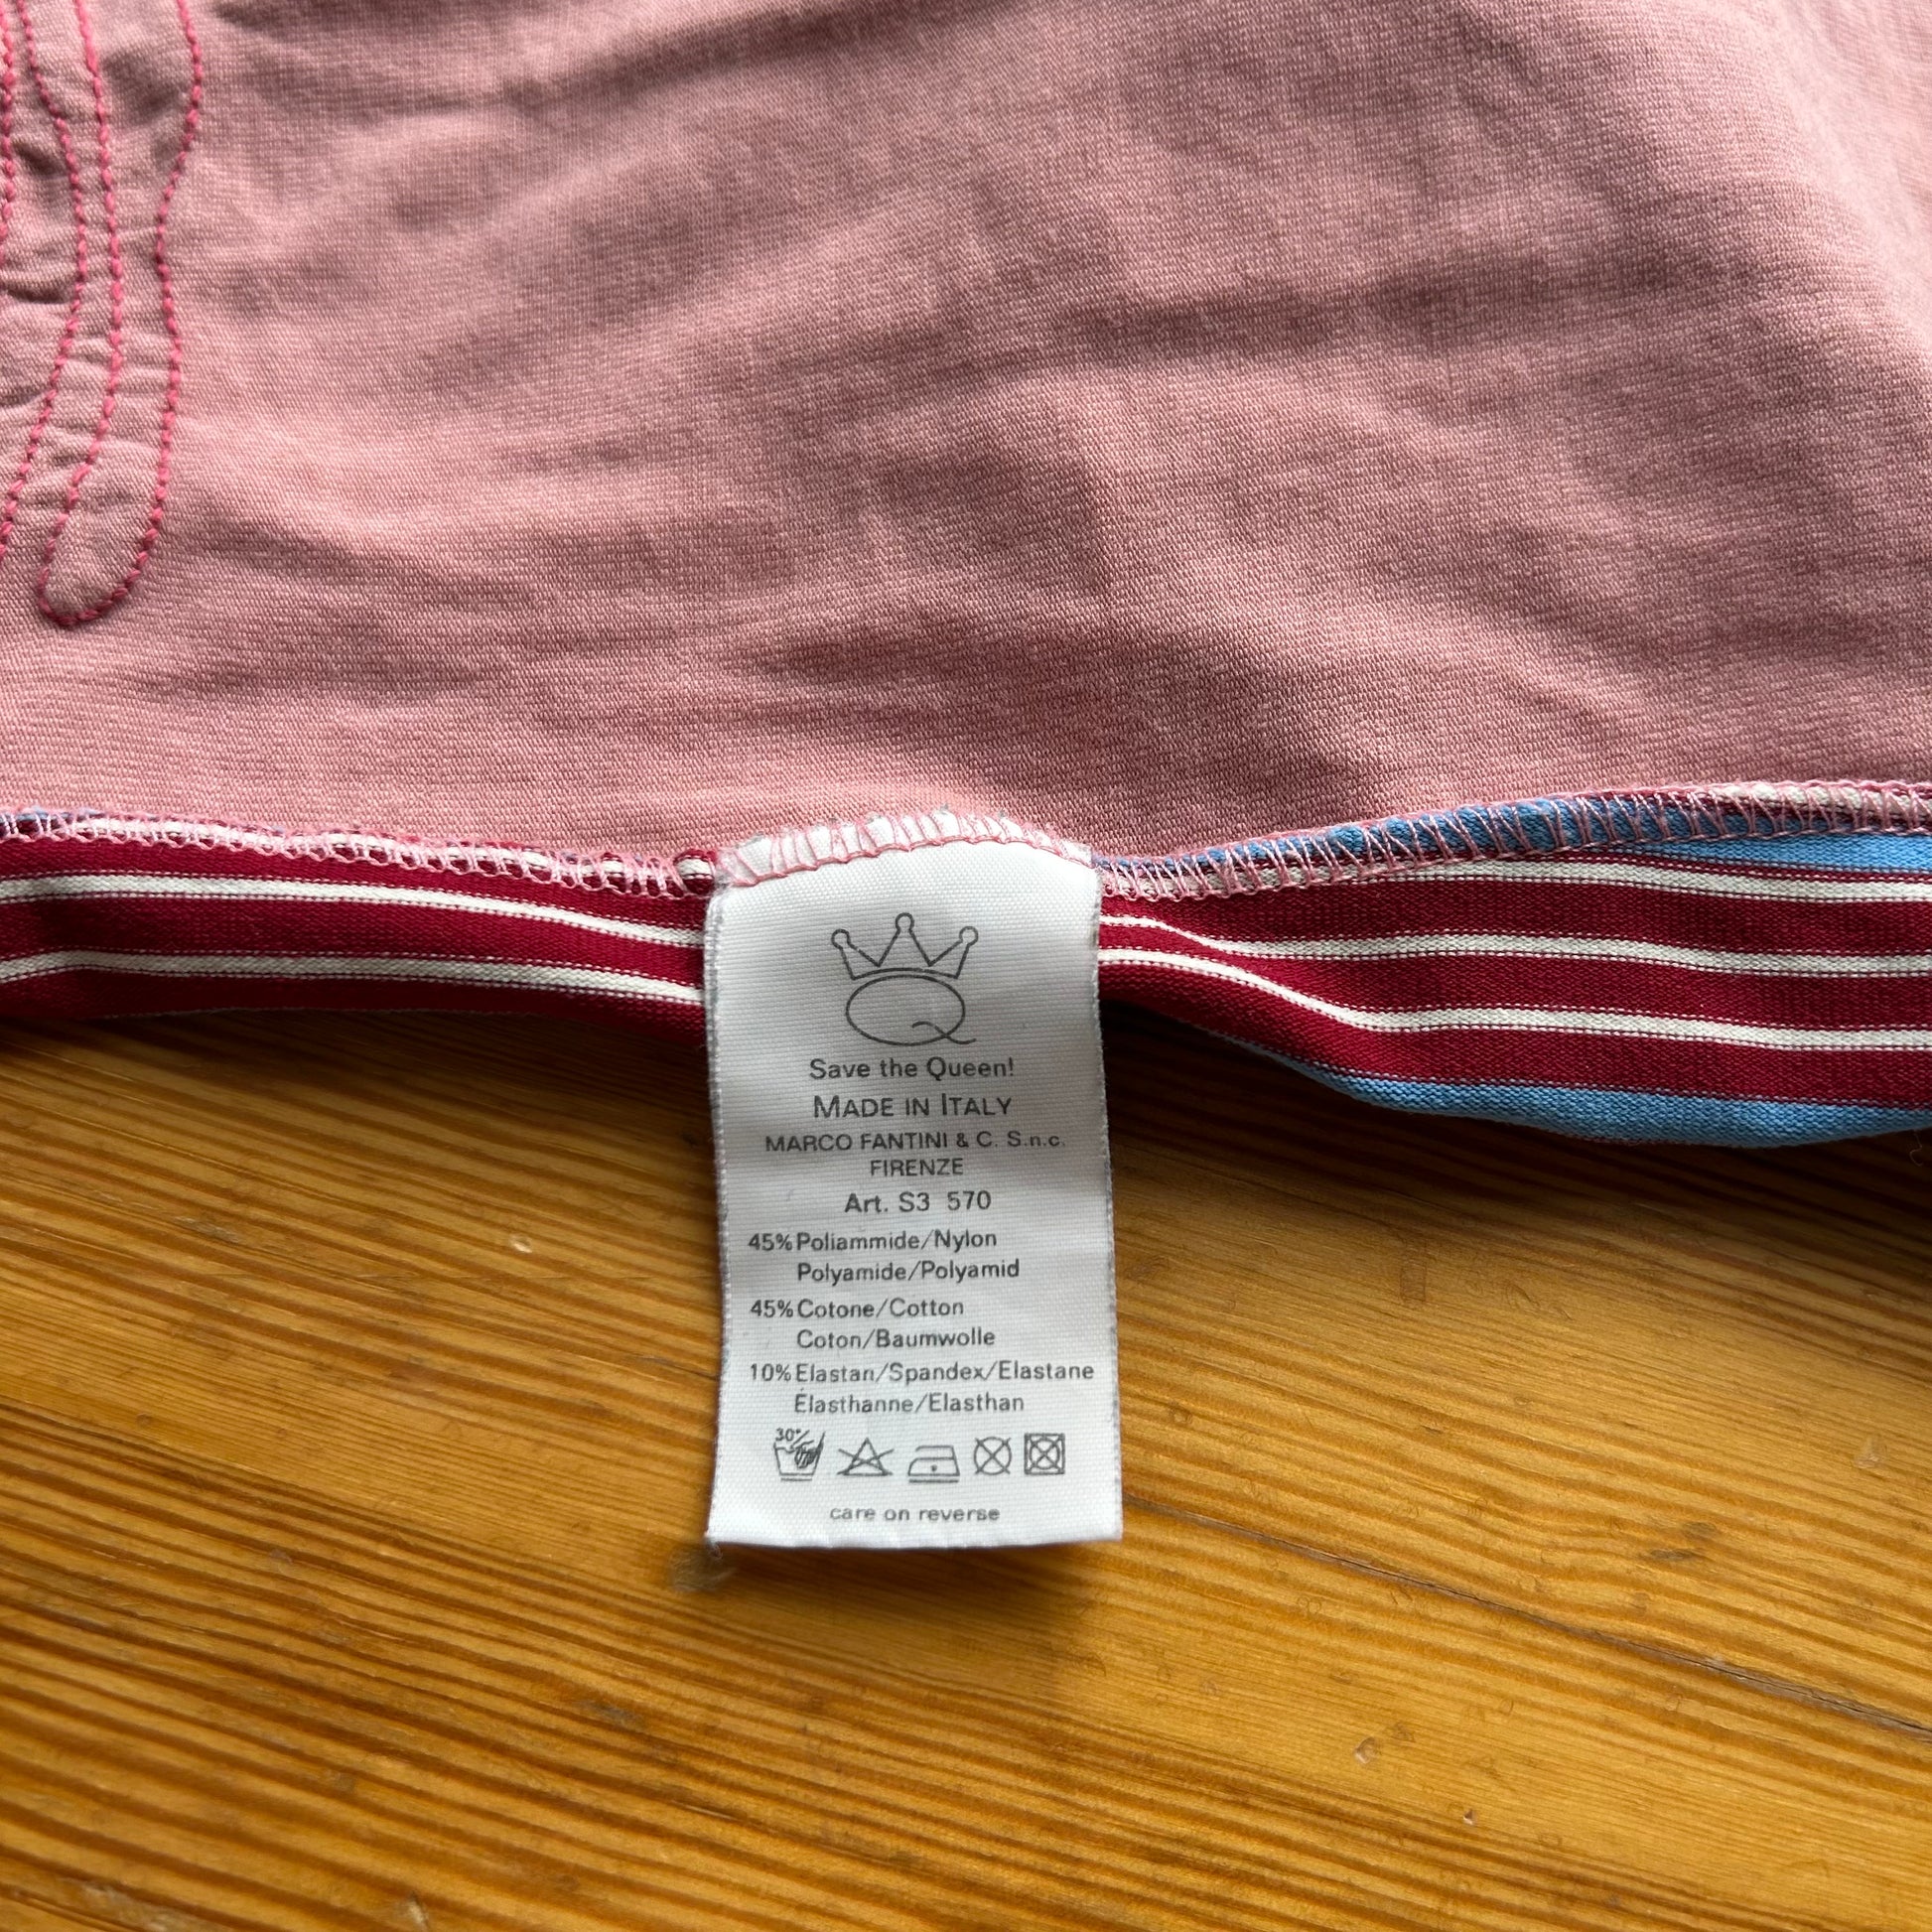 Save the Queen!
MADE IN ITALY
MARCO FANTINI & C. S.n.c.
FIRENZE
Art. S3 570
45% Poliammide/Nylon
Polyamide/Polyamid
45% Cotone/Cotton
Coton/Baumwolle
10% Elastan/Spandex/Elastane
Élasthanne/Elasthan
30°
care on reverse